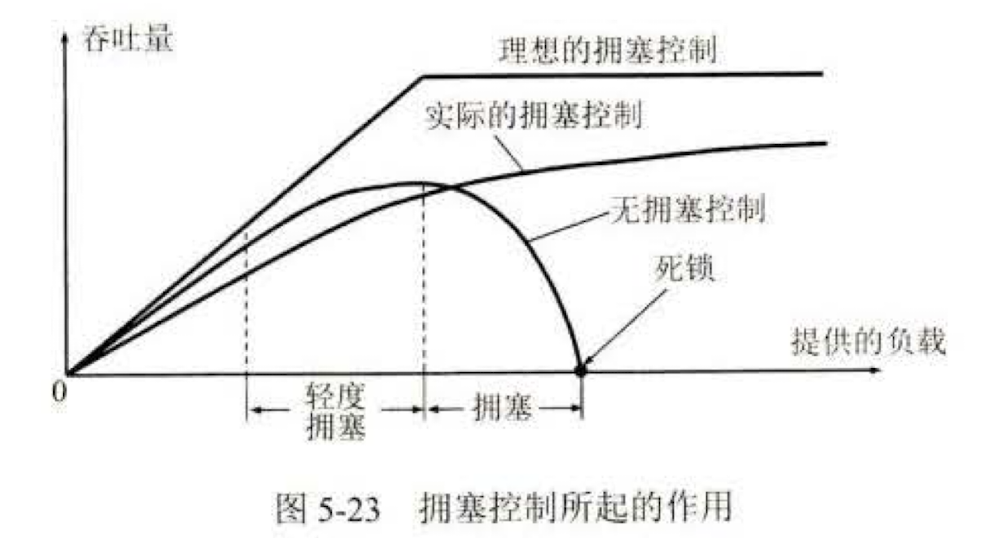 吞吐量
理想的拥塞控制
实际的拥塞控制
无拥塞控制
死锁
提供的负载
0
轻度
拥塞
拥塞
图 5-23 拥塞控制所起的作用